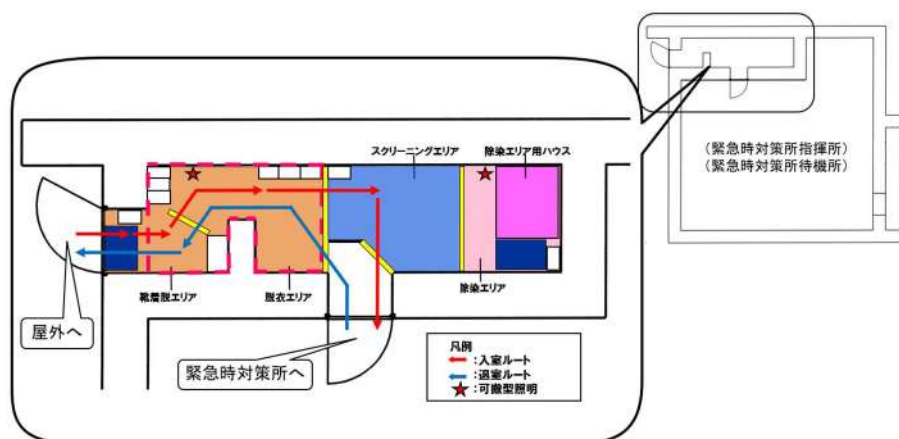 (緊急時対策所指揮所)
(緊急時対策所待機所)
スクリーニングエリア
除染エリア用ハウス
靴着脱エリア
脱衣エリア
除染エリア
屋外へ
緊急時対策所へ
凡例
:入室ルート
:退室ルート
:可搬型照明